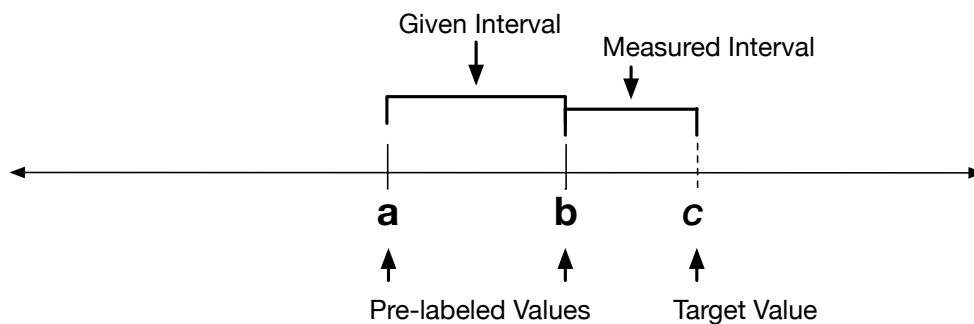 Given Interval
Measured Interval
a b c
Pre-labeled Values Target Value